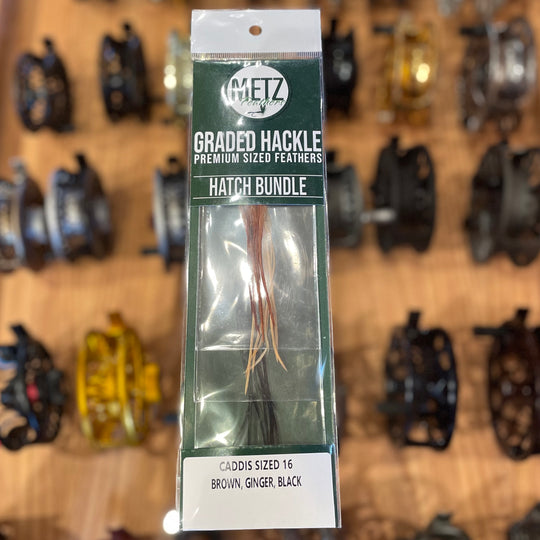 METZ
GRADED HACKLE
PREMIUM SIZED FEATHERS
HATCH BUNDLE
CADDIS SIZED 16
BROWN, GINGER, BLACK